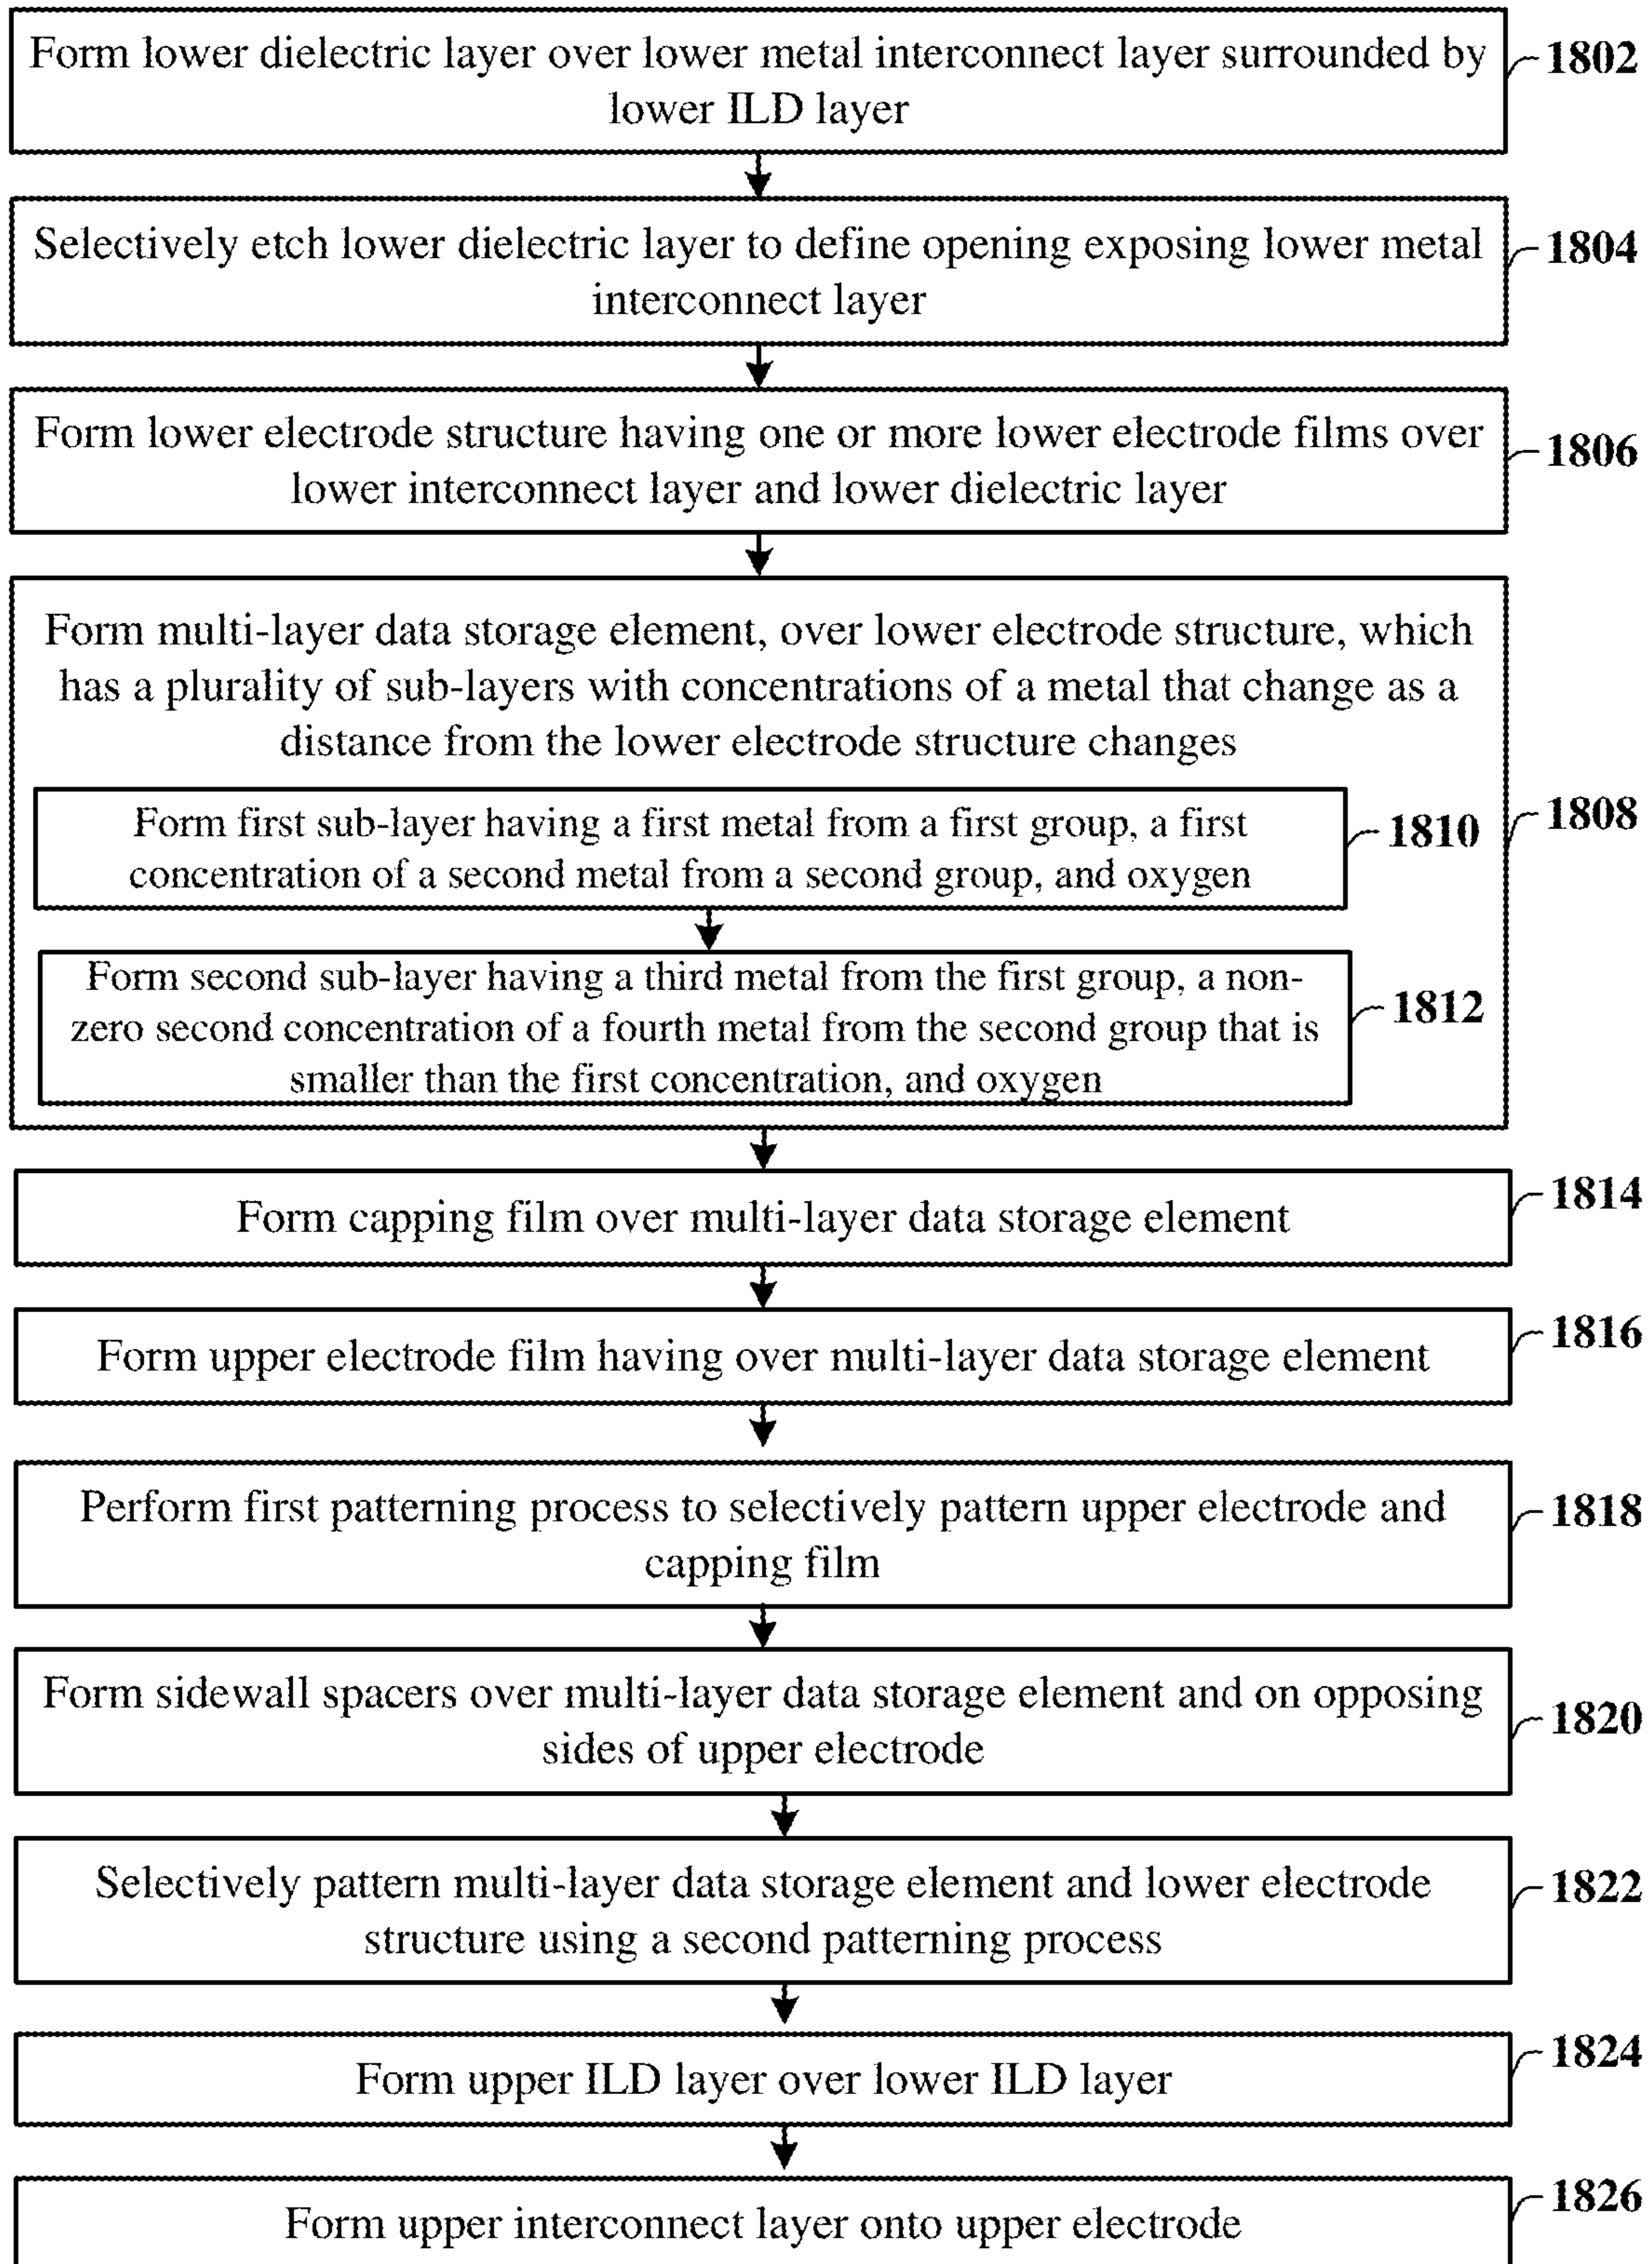 Form lower dielectric layer over lower metal interconnect layer surrounded by
lower ILD layer
1802
Selectively etch lower dielectric layer to define opening exposing lower metal
interconnect layer
1804
Form lower electrode structure having one or more lower electrode films over
lower interconnect layer and lower dielectric layer
1806
Form multi-layer data storage element, over lower electrode structure, which
has a plurality of sub-layers with concentrations of a metal that change as a
distance from the lower electrode structure changes
1808
Form first sub-layer having a first metal from a first group, a first
concentration of a second metal from a second group, and oxygen
1810
Form second sub-layer having a third metal from the first group, a non-
zero second concentration of a fourth metal from the second group that is
smaller than the first concentration, and oxygen
1812
Form capping film over multi-layer data storage element
1814
Form upper electrode film having over multi-layer data storage element
1816
Perform first patterning process to selectively pattern upper electrode and
capping film
1818
Form sidewall spacers over multi-layer data storage element and on opposing
sides of upper electrode
1820
Selectively pattern multi-layer data storage element and lower electrode
structure using a second patterning process
1822
Form upper ILD layer over lower ILD layer
1824
Form upper interconnect layer onto upper electrode
1826